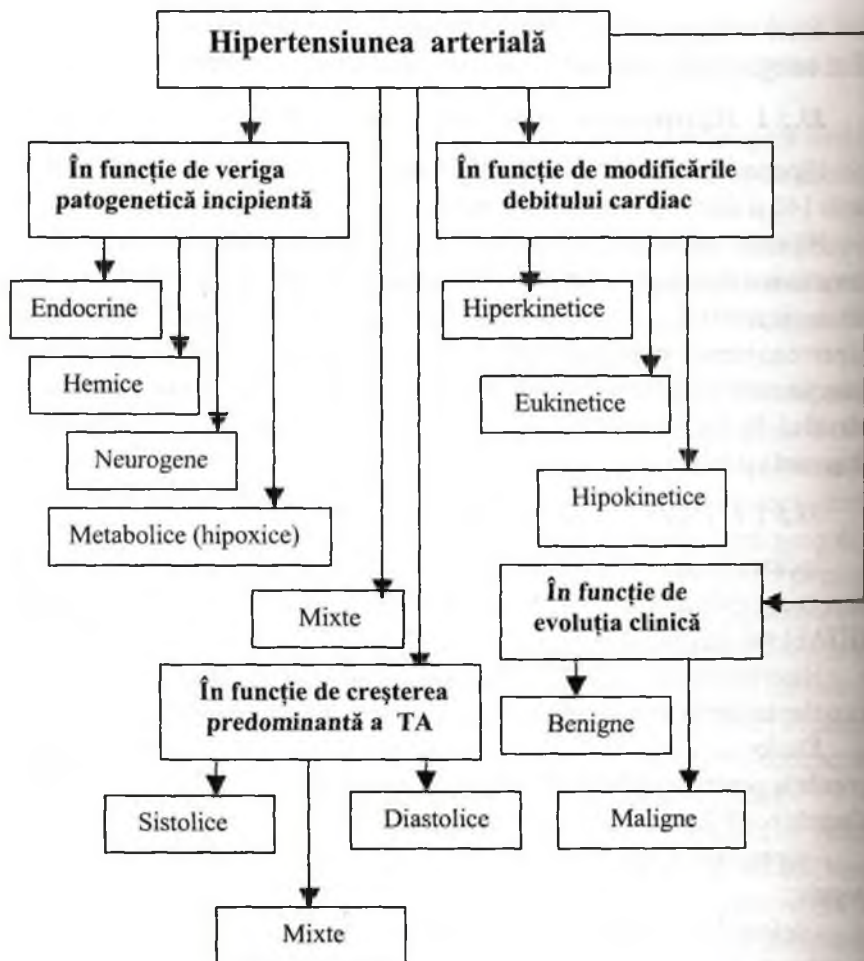 Hipertensiunea arterială
În funcție de veriga
patogenetică incipientă
În funcție de modificările
debitului cardiac
Endocrine
Hemice
Neurogene
Metabolice (hipoxice)
Hiperkinetice
Eukinetice
Hipokinetice
Mixte
În funcție de
evoluția clinică
În funcție de creșterea
predominantă a TA
Benigne
Maligne
Sistolice
Diastolice
Mixte